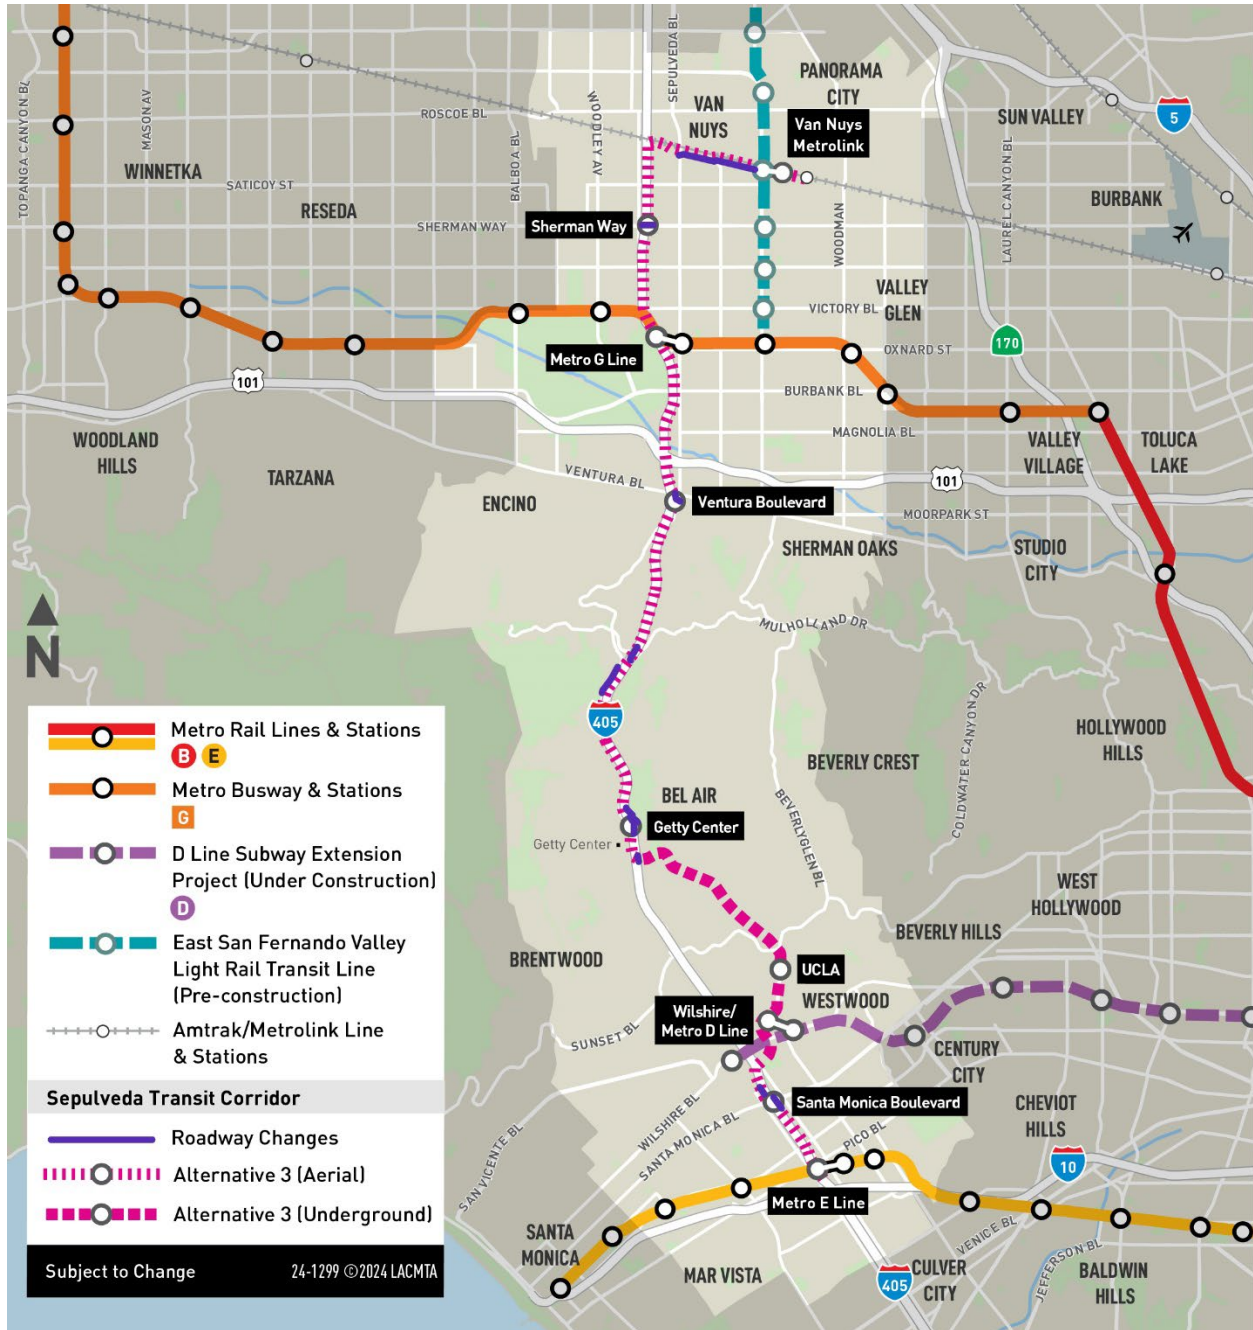 TOPANGA CANYON BL
MASON AV
ROSCOE BL
BALBOA BL
WOODLEY AV
SEPULVEDA BL
VAN
NUYS
PANORAMA
CITY
Van Nuys
Metrolink
SUN VALLEY
5
WINNETKA
SATICOY ST
RESEDA
SHERMAN WAY
Sherman Way
WOODMAN
LAUREL CANYON BL
BURBANK
VALLEY
GLEN
VICTORY BL
OXNARD ST
170
Metro G Line
101
BURBANK BL
MAGNOLIA BL
WOODLAND
HILLS
TARZANA
VENTURA BL
ENCINO
Ventura Boulevard
101
MOORPARK ST
VALLEY
VILLAGE
TOLUCA
LAKE
SHERMAN OAKS
STUDIO
CITY
MULHOLLAND DR
N
405
COLDWATER CANYON DR
HOLLYWOOD
HILLS
BEVERLY CREST
BEL AIR
BEVERLYGLEN BL
Getty Center
Getty Center
WEST
HOLLYWOOD
BEVERLY HILLS
BRENTWOOD
UCLA
WESTWOOD
Wilshire/
Metro D Line
SUNSET BL
CENTURY
CITY
Santa Monica Boulevard
CHEVIOT
HILLS
WILSHIRE BL
SANTA MONICA BL
PICO BL
SAN VICENTE BL
10
Metro E Line
SANTA
MONICA
MAR VISTA
VENICE BL
JEFFERSON BL
405
CULVER
CITY
BALDWIN
HILLS
Metro Rail Lines & Stations
B E
Metro Busway & Stations
G
D Line Subway Extension
Project (Under Construction)
D
East San Fernando Valley
Light Rail Transit Line
(Pre-construction)
Amtrak/Metrolink Line
& Stations
Sepulveda Transit Corridor
Roadway Changes
Alternative 3 (Aerial)
Alternative 3 (Underground)
Subject to Change 24-1299 ©2024 LACMTA